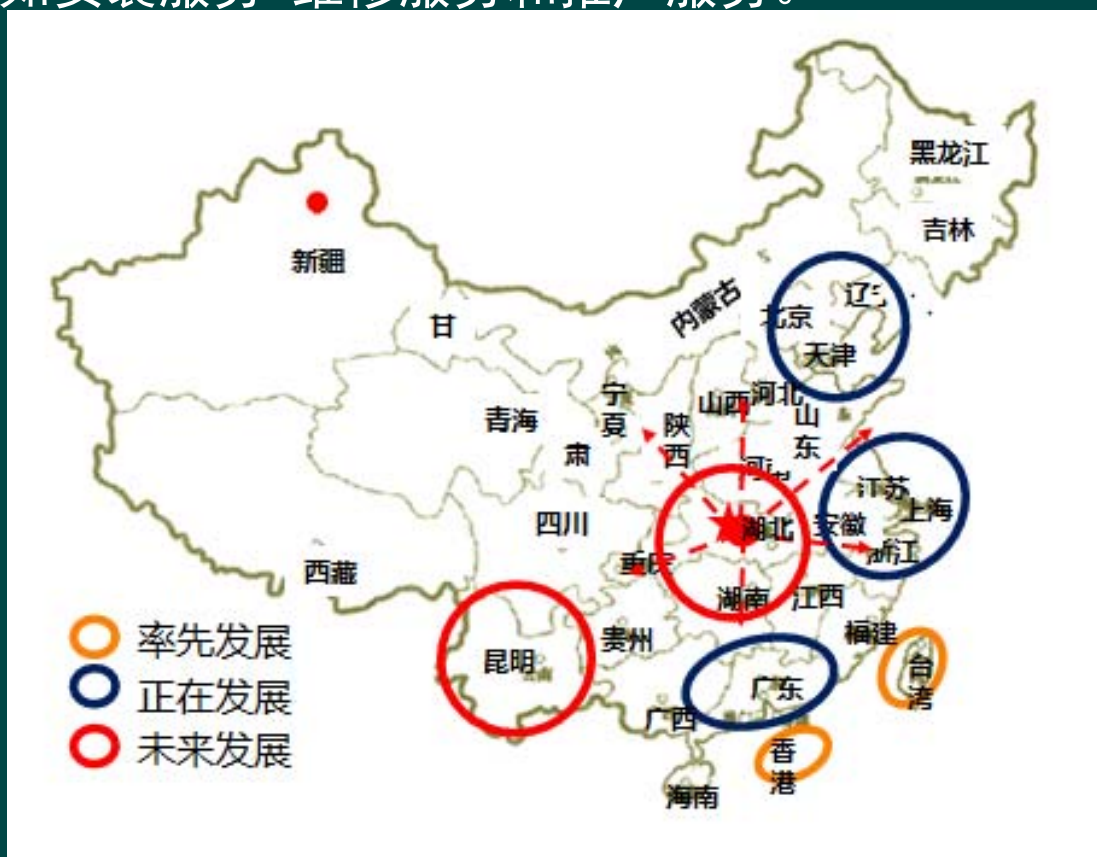 黑龙江
吉林
新疆
内蒙古
北京
天津
甘
肃
宁
夏
青海
陕
西
山西
河北
山
东
江苏
上海
安徽
浙江
湖北
四川
重庆
西藏
湖南
江西
贵州
福建
昆明
台
湾
广东
广西
香
港
海南
率先发展
正在发展
未来发展